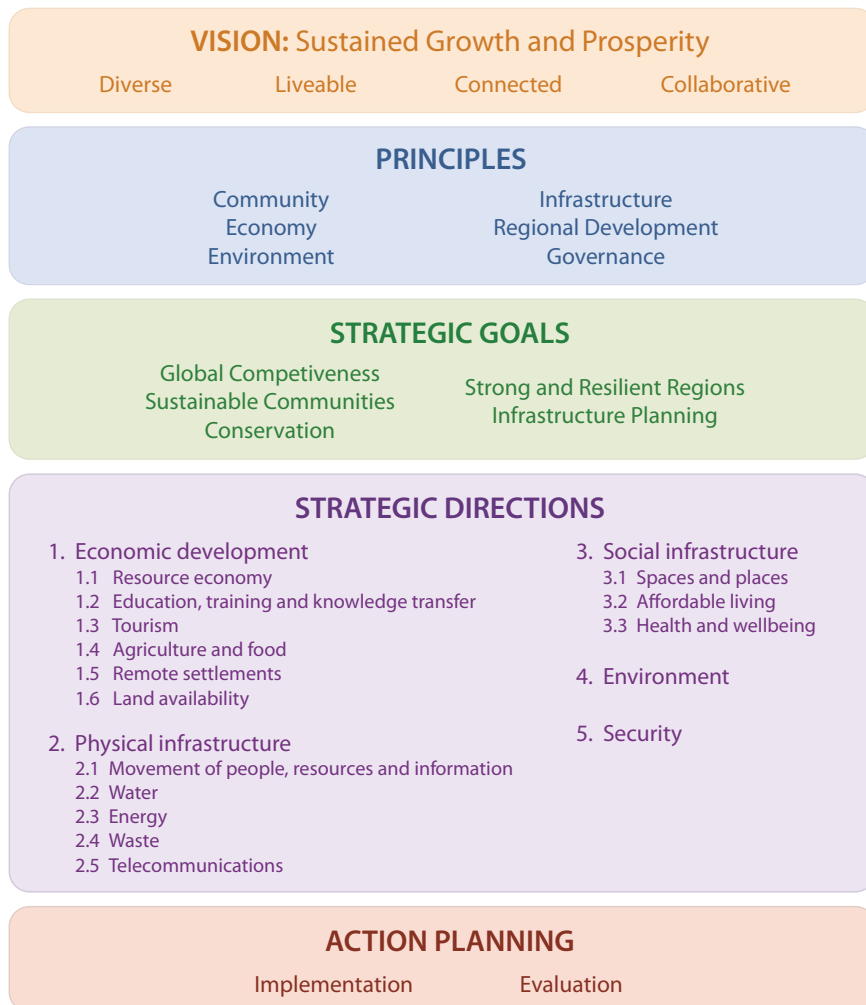 VISION: Sustained Growth and Prosperity
Diverse Liveable Connected Collaborative
PRINCIPLES
Community
Economy
Environment
Infrastructure
Regional Development
Governance
STRATEGIC GOALS
Global Competiveness
Sustainable Communities
Conservation
Strong and Resilient Regions
Infrastructure Planning
STRATEGIC DIRECTIONS
1. Economic development
1.1 Resource economy
1.2 Education, training and knowledge transfer
1.3 Tourism
1.4 Agriculture and food
1.5 Remote settlements
1.6 Land availability
2. Physical infrastructure
2.1 Movement of people, resources and information
2.2 Water
2.3 Energy
2.4 Waste
2.5 Telecommunications
3. Social infrastructure
3.1 Spaces and places
3.2 Affordable living
3.3 Health and wellbeing
4. Environment
5. Security
ACTION PLANNING
Implementation Evaluation